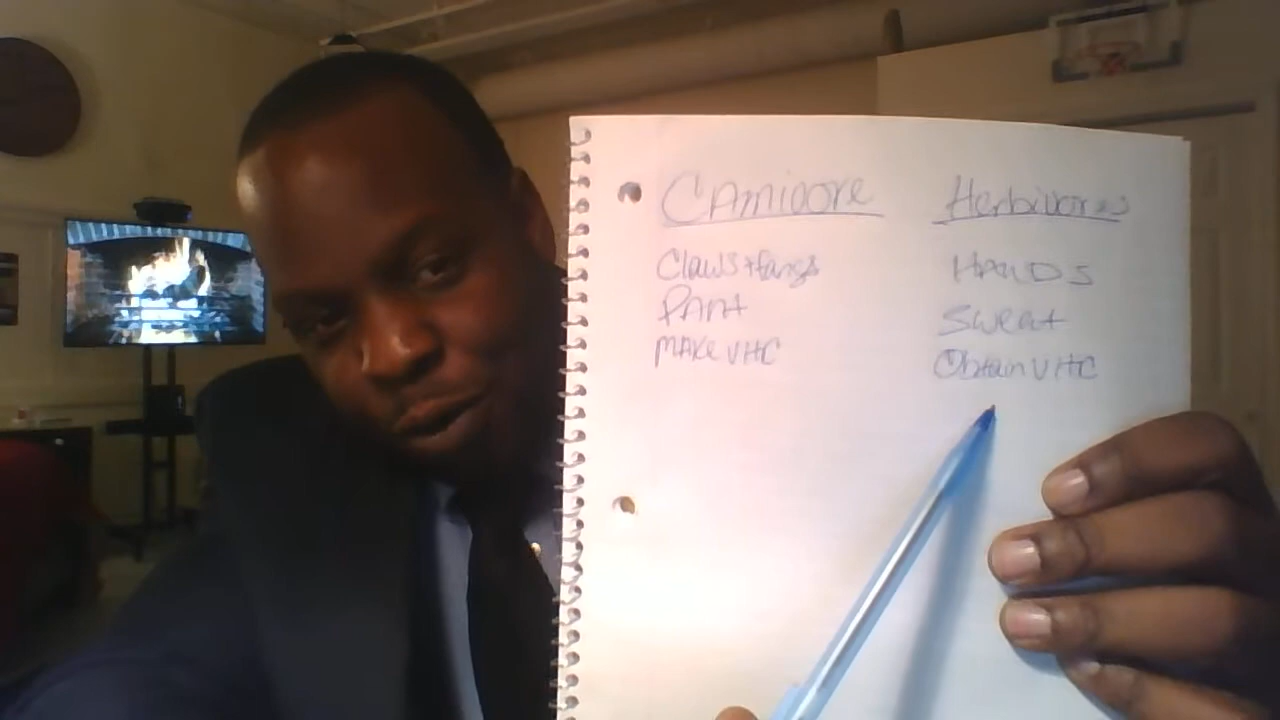 Carnivore Herbivores
Claws+fangs HANDS
PANt Sweat
MAKE VHC Obtain VHC